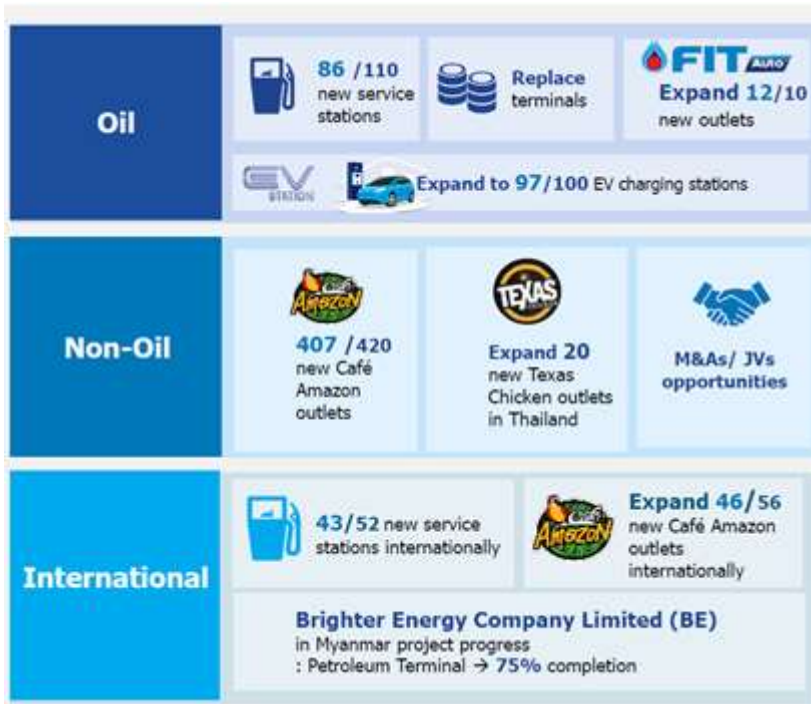 Oil
86 /110
new service
stations
Replace
terminals
FIT AUTO
Expand 12/10
new outlets
EV
STATION
Expand to 97/100 EV charging stations
Non-Oil
Café
AMAZON
407 /420
new Café
Amazon
outlets
TEXAS
Expand 20
new Texas
Chicken outlets
in Thailand
M&As/ JVs
opportunities
International
43/52 new service
stations internationally
AMAZON
Expand 46/56
new Café Amazon
outlets
internationally
Brighter Energy Company Limited (BE)
in Myanmar project progress
: Petroleum Terminal → 75% completion